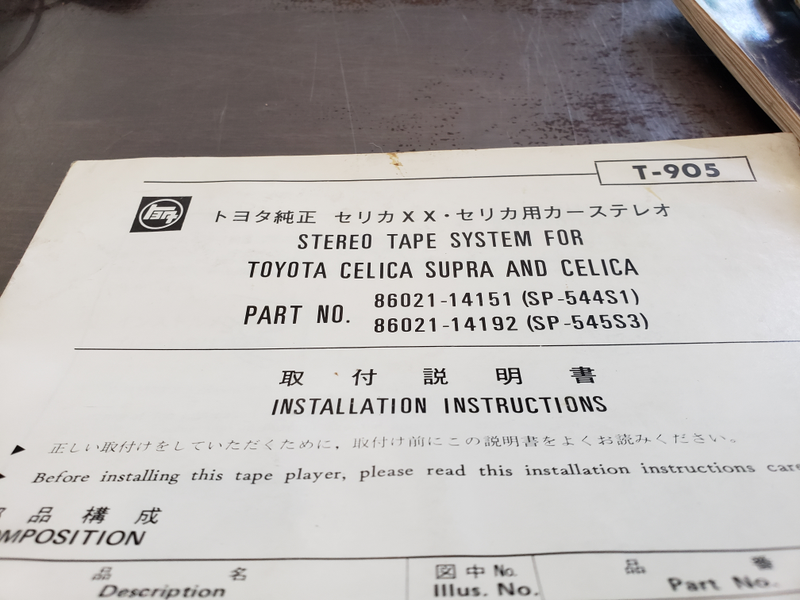 T-905
トヨタ トヨタ純正 セリカXX・セリカ用カーステレオ
STEREO TAPE SYSTEM FOR
TOYOTA CELICA SUPRA AND CELICA
PART NO. 86021-14151 (SP-544S1)
86021-14192 (SP-545S3)
取付説明書
INSTALLATION INSTRUCTIONS
▶ 正しい取付けをしていただくために、取付け前にこの説明書をよくお読みください。
Before installing this tape player, please read this installation instructions
品構成
MPOSITION
品名 図中No. 品番
Description Illus. No. Part No.